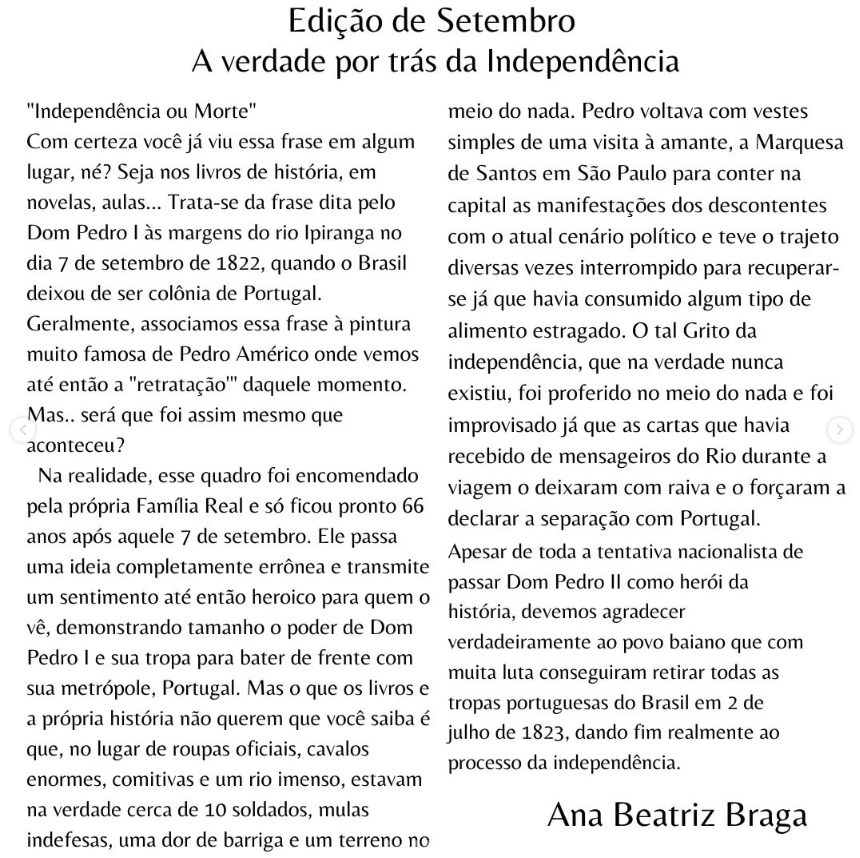 Edição de Setembro
A verdade por trás da Independência
"Independência ou Morte"
Com certeza você já viu essa frase em algum
lugar, né? Seja nos livros de história, em
novelas, aulas... Trata-se da frase dita pelo
Dom Pedro I às margens do rio Ipiranga no
dia 7 de setembro de 1822, quando o Brasil
deixou de ser colônia de Portugal.
Geralmente, associamos essa frase à pintura
muito famosa de Pedro Américo onde vemos
até então a "retratação'" daquele momento.
Mas.. será que foi assim mesmo que
aconteceu?
Na realidade, esse quadro foi encomendado
pela própria Família Real e só ficou pronto 66
anos após aquele 7 de setembro. Ele passa
uma ideia completamente errônea e transmite
um sentimento até então heroico para quem o
vê, demonstrando tamanho o poder de Dom
Pedro I e sua tropa para bater de frente com
sua metrópole, Portugal. Mas o que os livros e
a própria história não querem que você saiba é
que, no lugar de roupas oficiais, cavalos
enormes, comitivas e um rio imenso, estavam
na verdade cerca de 10 soldados, mulas
indefesas, uma dor de barriga e um terreno no
meio do nada. Pedro voltava com vestes
simples de uma visita à amante, a Marquesa
de Santos em São Paulo para conter na
capital as manifestações dos descontentes
com o atual cenário político e teve o trajeto
diversas vezes interrompido para recuperar-
se já que havia consumido algum tipo de
alimento estragado. O tal Grito da
independência, que na verdade nunca
existiu, foi proferido no meio do nada e foi
improvisado já que as cartas que havia
recebido de mensageiros do Rio durante a
viagem o deixaram com raiva e o forçaram a
declarar a separação com Portugal.
Apesar de toda a tentativa nacionalista de
passar Dom Pedro II como herói da
história, devemos agradecer
verdadeiramente ao povo baiano que com
muita luta conseguiram retirar todas as
tropas portuguesas do Brasil em 2 de
julho de 1823, dando fim realmente ao
processo da independência.
Ana Beatriz Braga